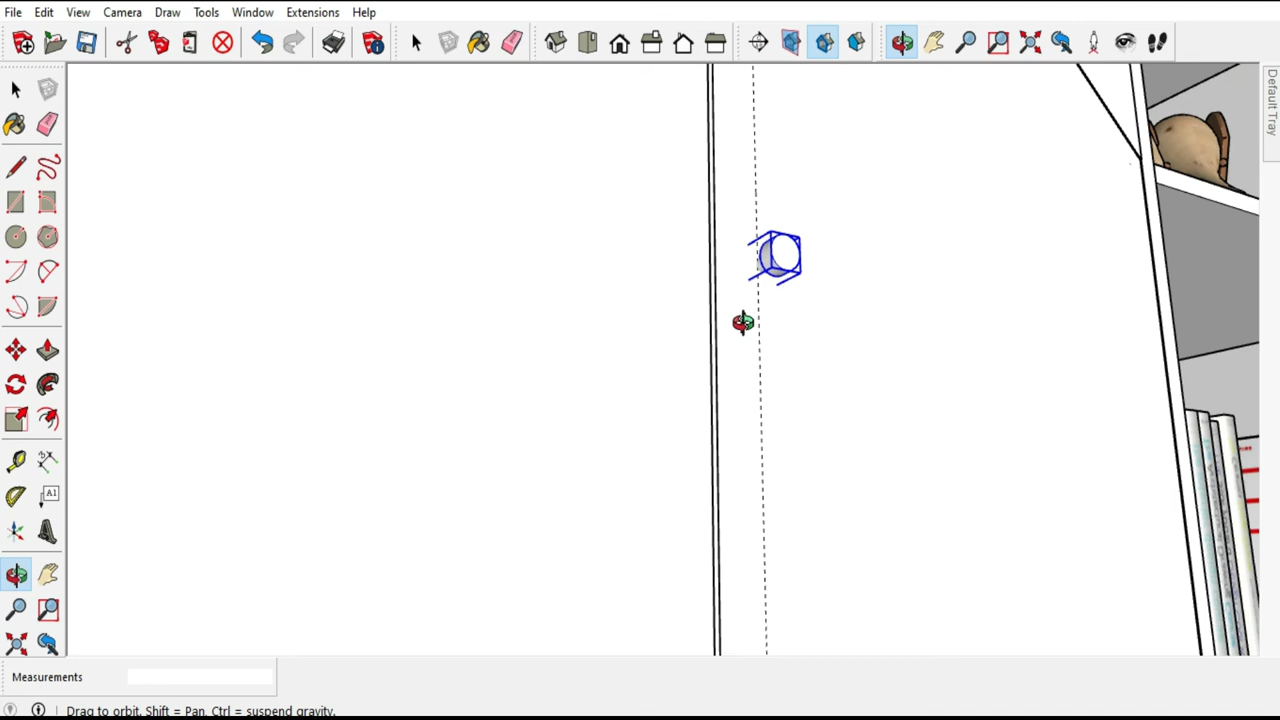 File Edit View Camera Draw Tools Window Extensions Help
Default Tray
A1
Measurements
Drag to orbit. Shift = Pan, Ctrl = suspend gravity.